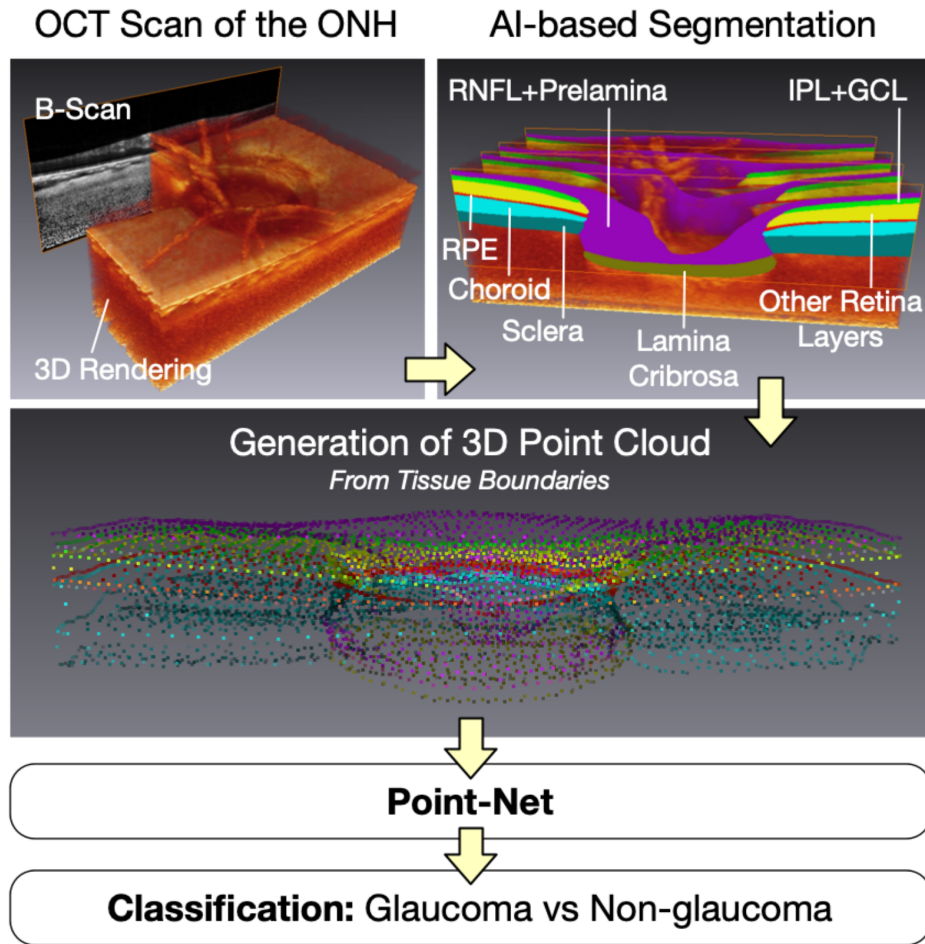 OCT Scan of the ONH
AI-based Segmentation
B-Scan
3D Rendering
RNFL+Prelamina
IPL+GCL
RPE
Choroid
Sclera
Lamina
Cribrosa
Other Retina
Layers
Generation of 3D Point Cloud
From Tissue Boundaries
Point-Net
Classification: Glaucoma vs Non-glaucoma